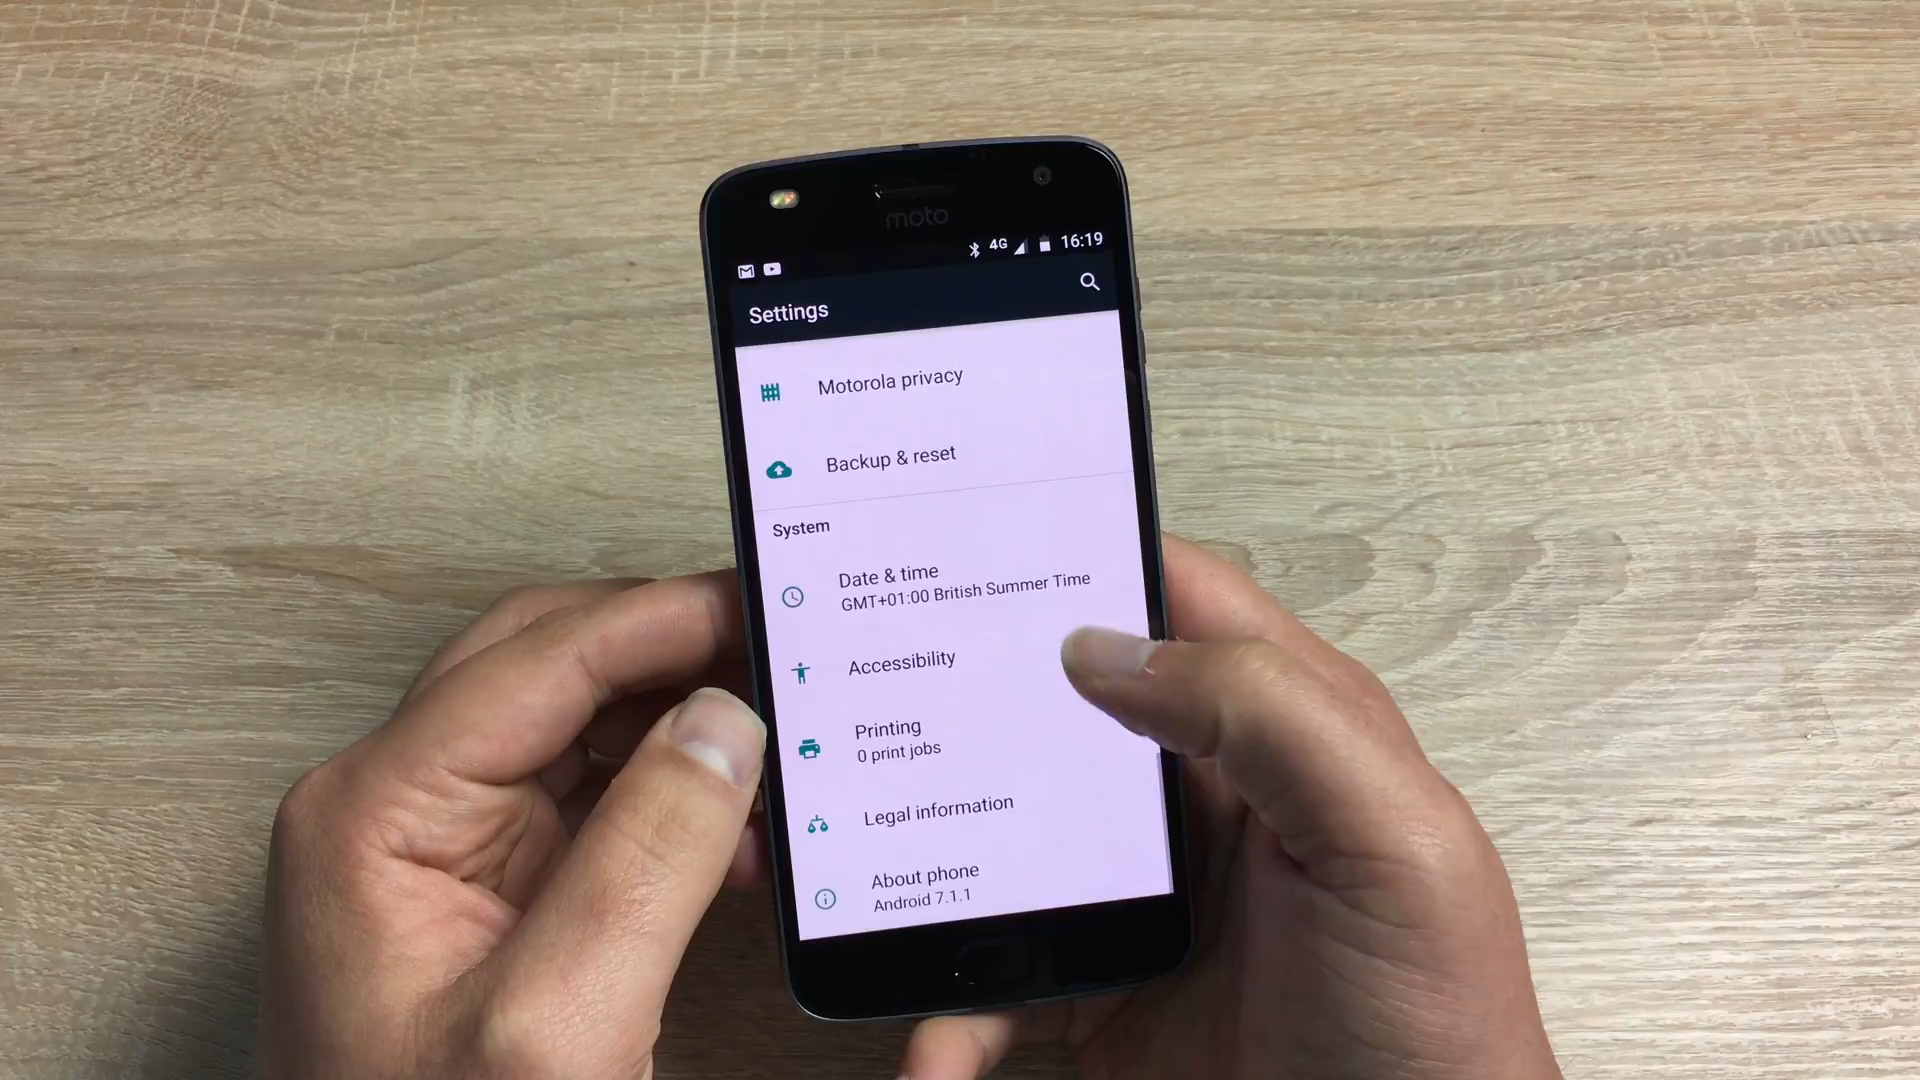 moto
4G 16:19
Settings
Motorola privacy
Backup & reset
System
Date & time
GMT+01:00 British Summer Time
Accessibility
Printing
0 print jobs
Legal information
About phone
Android 7.1.1